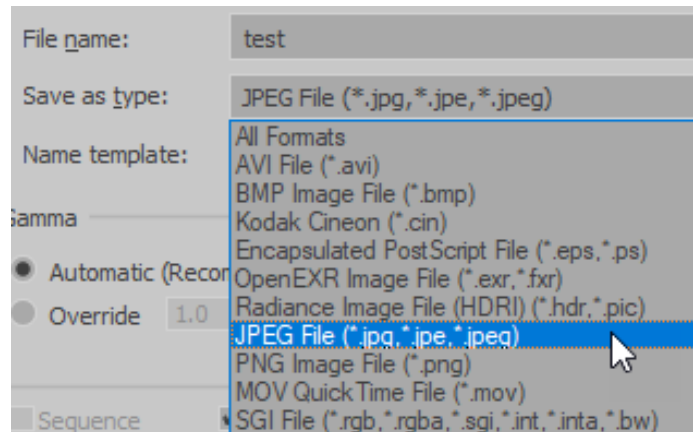 File name: test
Save as type: JPEG File (*.jpg,*.jpe,*.jpeg)
Name template:
All Formats
AVI File (*.avi)
BMP Image File (*.bmp)
Kodak Cineon (*.cin)
Encapsulated PostScript File (*.eps,*.ps)
OpenEXR Image File (*.exr,*.fxr)
Radiance Image File (HDRI) (*.hdr,*.pic)
JPEG File (*.jpg,*.jpe,*.jpeg)
PNG Image File (*.png)
MOV QuickTime File (*.mov)
SGI File (*.rgb,*.rgba,*.sgi,*.int,*.inta,*.bw)
Gamma
Automatic (Recor
Override 1.0
Sequence